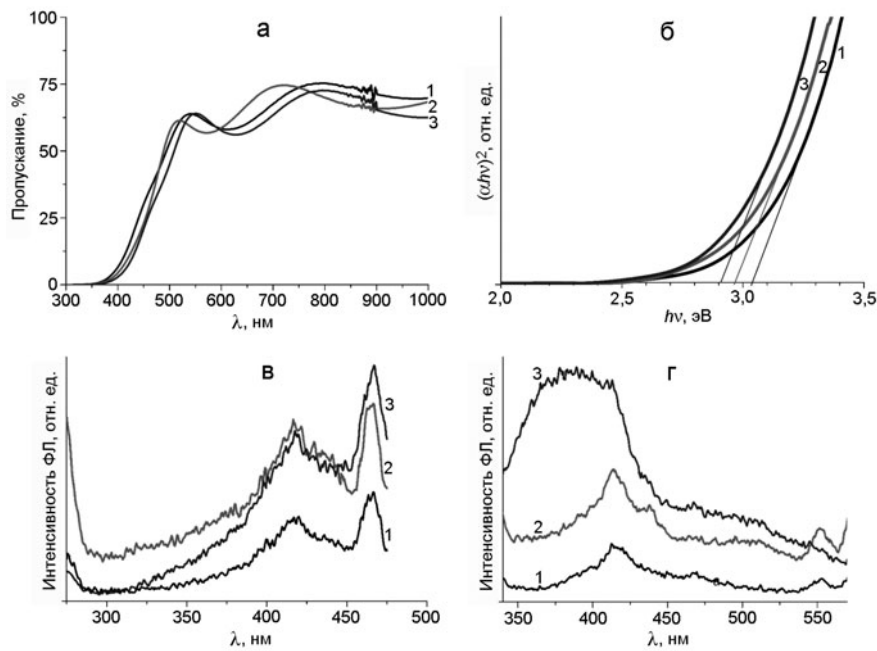 а
Пропускание, %
100
75
50
25
0
1
2
3
300 400 500 600 700 800 900 1000
λ, нм
б
(αhν)², отн. ед.
3
2
1
2,0 2,5 3,0 3,5
hν, эВ
в
Интенсивность ФЛ, отн. ед.
3
2
1
300 350 400 450 500
λ, нм
г
Интенсивность ФЛ, отн. ед.
3
2
1
350 400 450 500 550
λ, нм